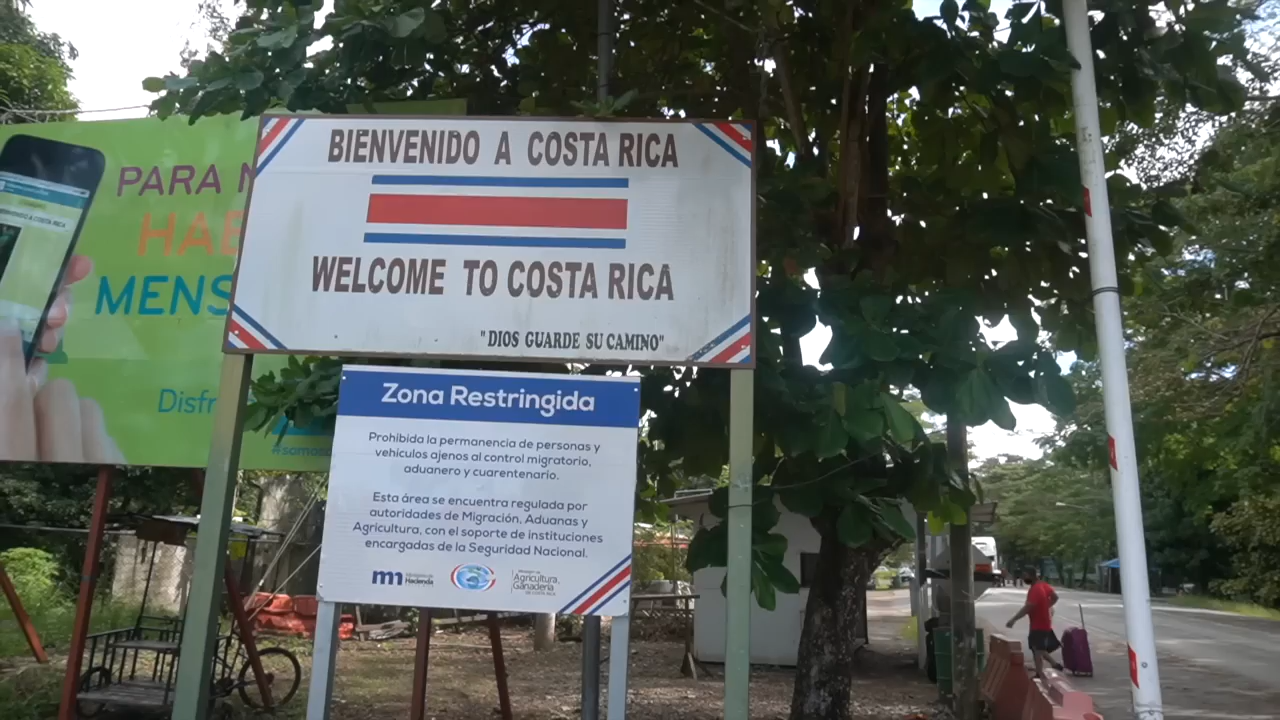 BIENVENIDO A COSTA RICA
WELCOME TO COSTA RICA
"DIOS GUARDE SU CAMINO"
Zona Restringida
Prohibida la permanencia de personas y
vehículos ajenos al control migratorio,
aduanero y cuarentenario.
Esta área se encuentra regulada por
autoridades de Migración, Aduanas y
Agricultura, con el soporte de instituciones
encargadas de la Seguridad Nacional.
Hacienda
Agricultura
Ganadería
PARA
HAB
MENS
Disfr